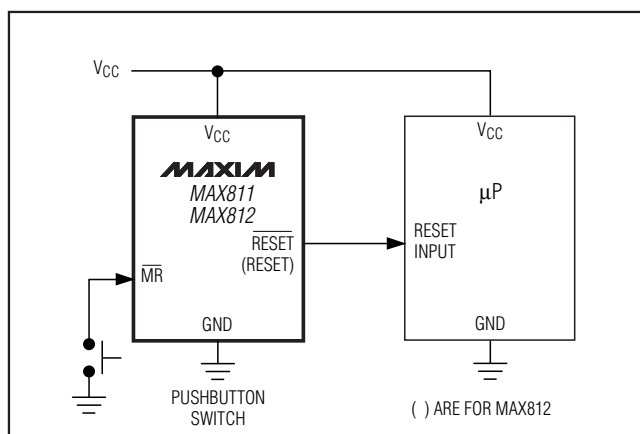 VCC
VCC
MAXIM
MAX811
MAX812
RESET
(RESET)
MR
GND
PUSHBUTTON
SWITCH
VCC
μP
RESET
INPUT
GND
( ) ARE FOR MAX812